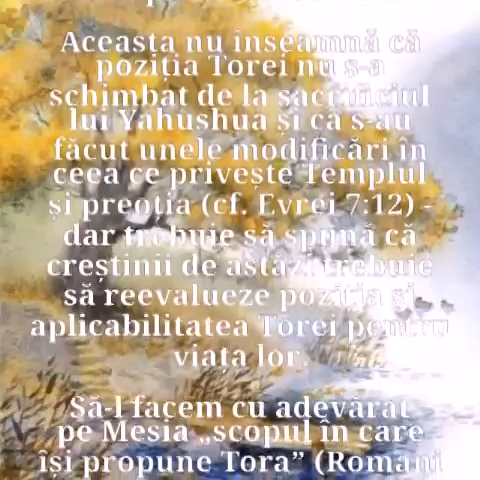 Aceasta nu înseamnă că
poziția Torei nu s-a
schimbat de la sacrificiul
lui Yahushua și că s-au
făcut unele modificări în
ceea ce privește Templul
și preoția (cf. Evrei 7:12) -
dar trebuie să spună că
creștinii de astăzi trebuie
să reevalueze poziția și
aplicabilitatea Torei pentru
viața lor.
Să-l facem cu adevărat
pe Mesia „scopul în care
își propune Tora” (Romani